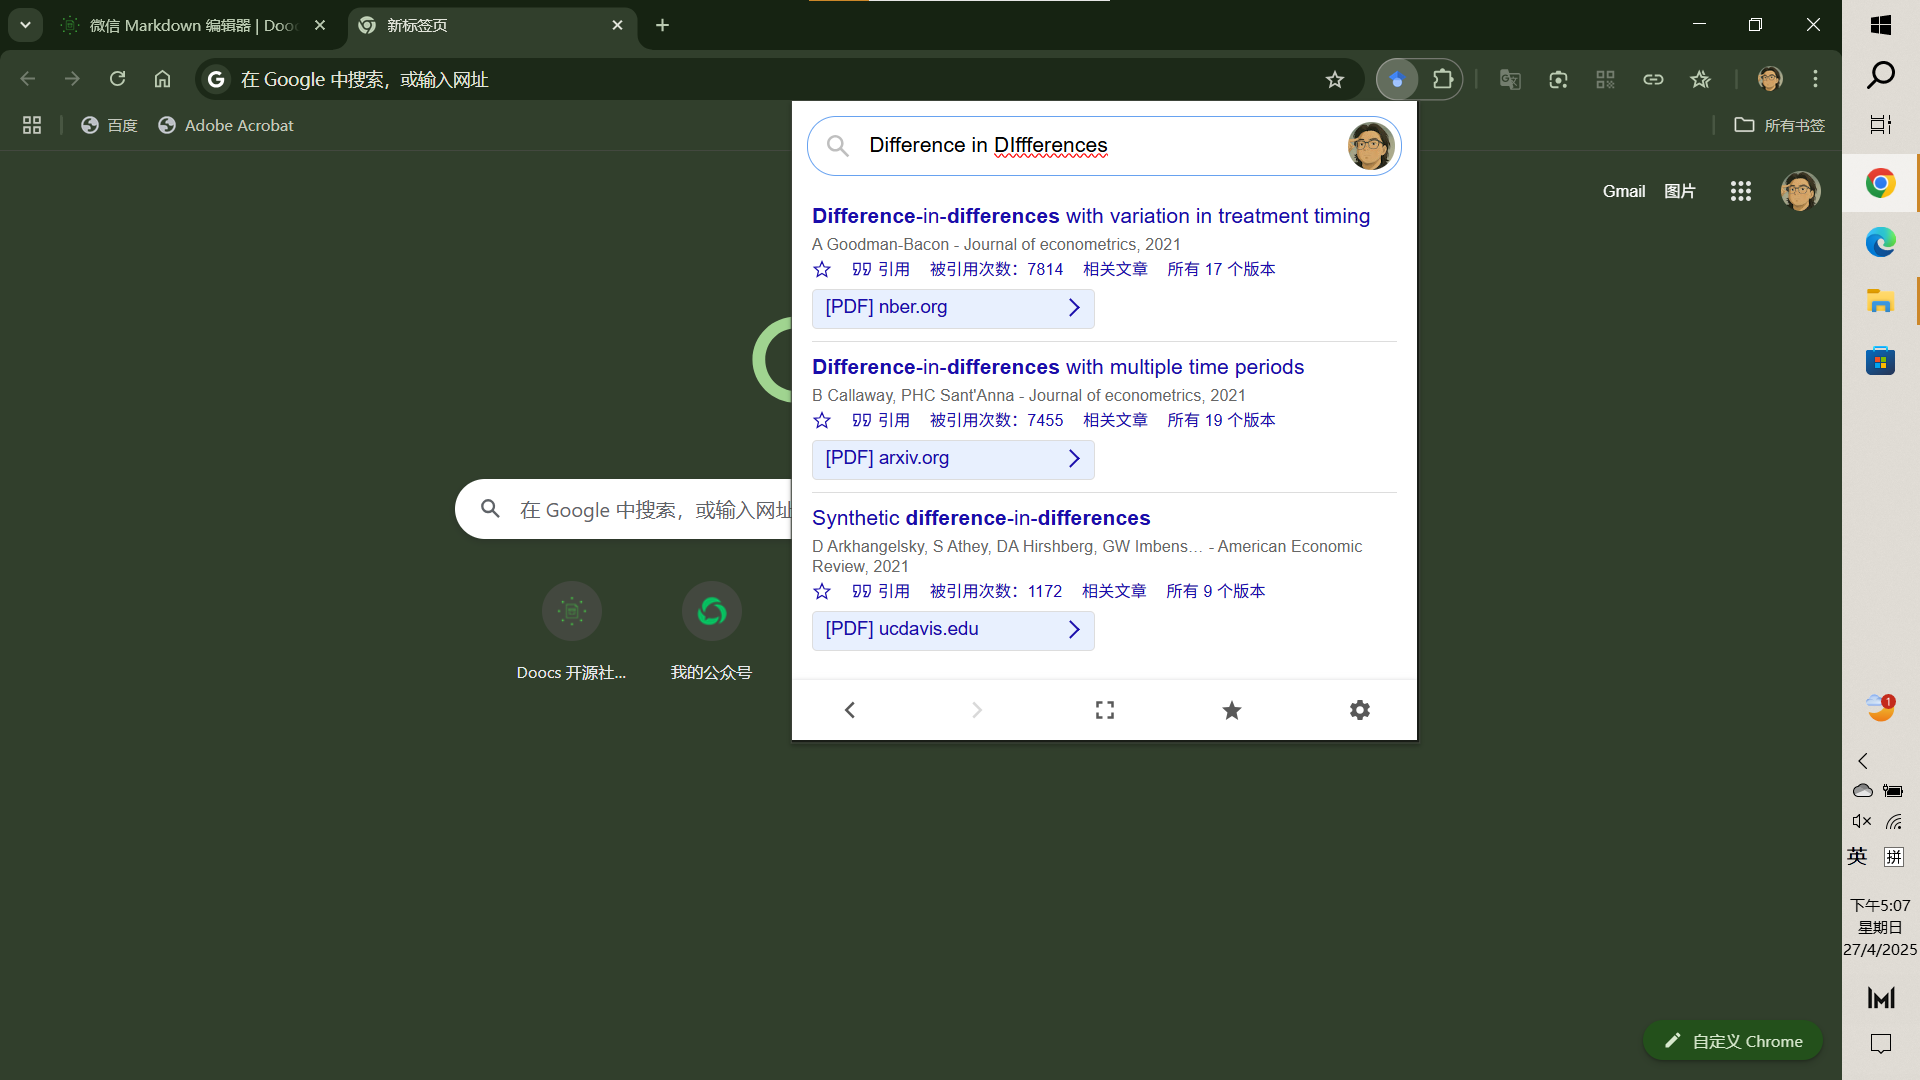 微信 Markdown 编辑器 | Dooc
新标签页
在 Google 中搜索，或输入网址
百度
Adobe Acrobat
所有书签
Gmail
图片
在 Google 中搜索，或输入网址
Doocs 开源社...
我的公众号
Difference in DIffferences
Difference-in-differences with variation in treatment timing
A Goodman-Bacon - Journal of econometrics, 2021
引用 被引用次数：7814 相关文章 所有 17 个版本
[PDF] nber.org
Difference-in-differences with multiple time periods
B Callaway, PHC Sant'Anna - Journal of econometrics, 2021
引用 被引用次数：7455 相关文章 所有 19 个版本
[PDF] arxiv.org
Synthetic difference-in-differences
D Arkhangelsky, S Athey, DA Hirshberg, GW Imbens… - American Economic
Review, 2021
引用 被引用次数：1172 相关文章 所有 9 个版本
[PDF] ucdavis.edu
1
英
拼
下午5:07
星期日
27/4/2025
自定义 Chrome